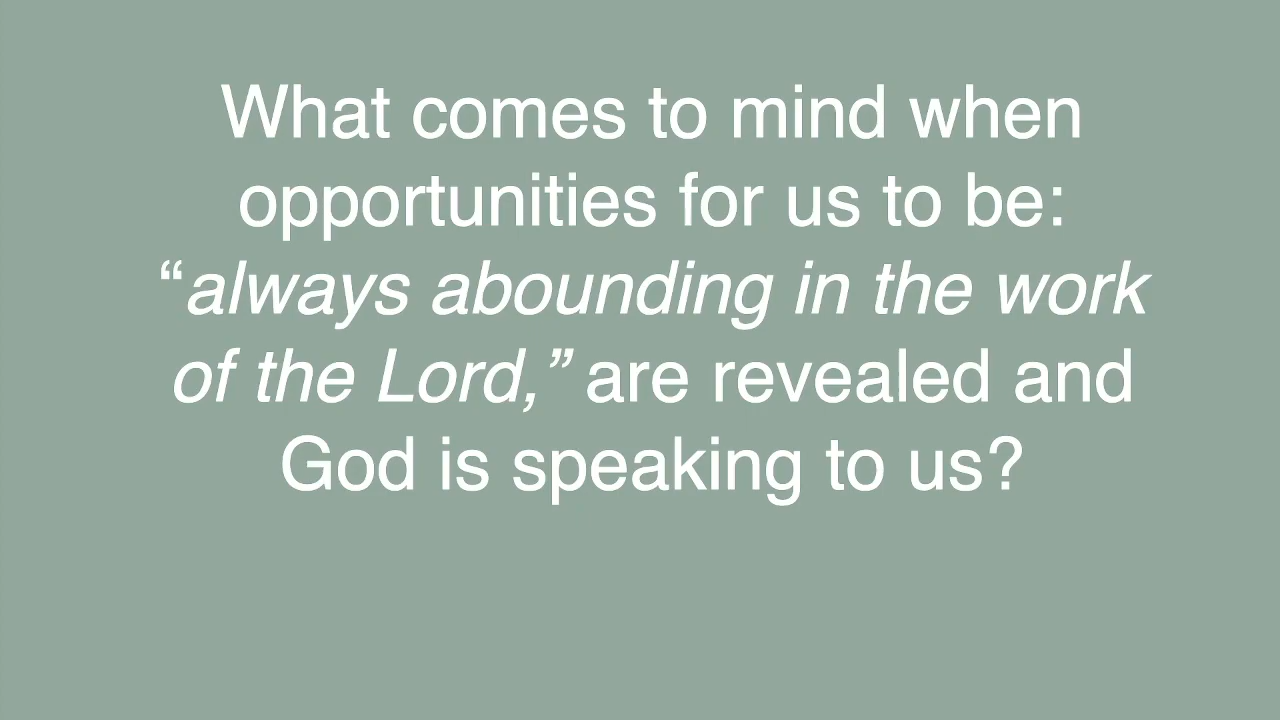 What comes to mind when
opportunities for us to be:
“always abounding in the work
of the Lord,” are revealed and
God is speaking to us?